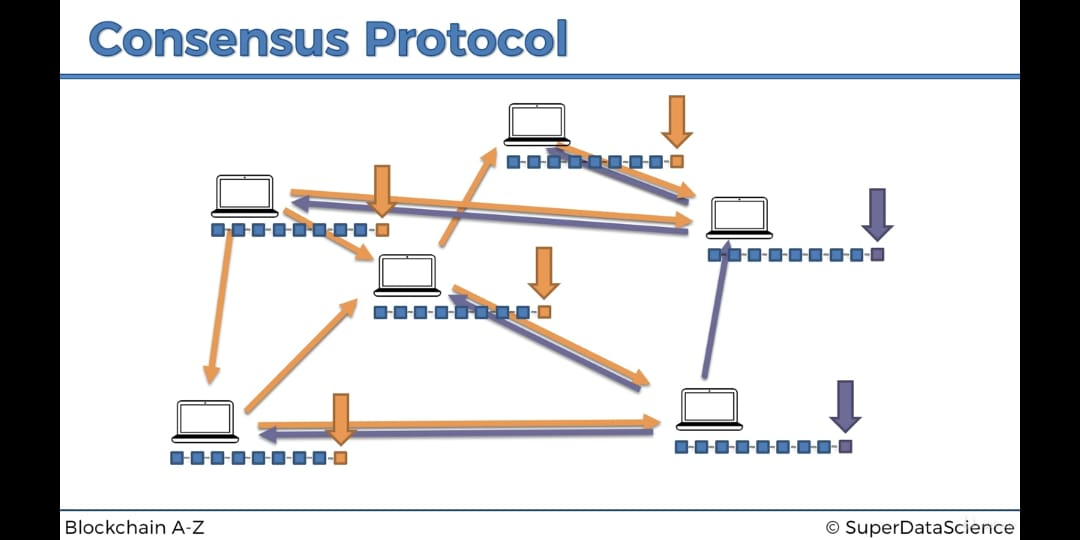 Consensus Protocol
Blockchain A-Z
© SuperDataScience